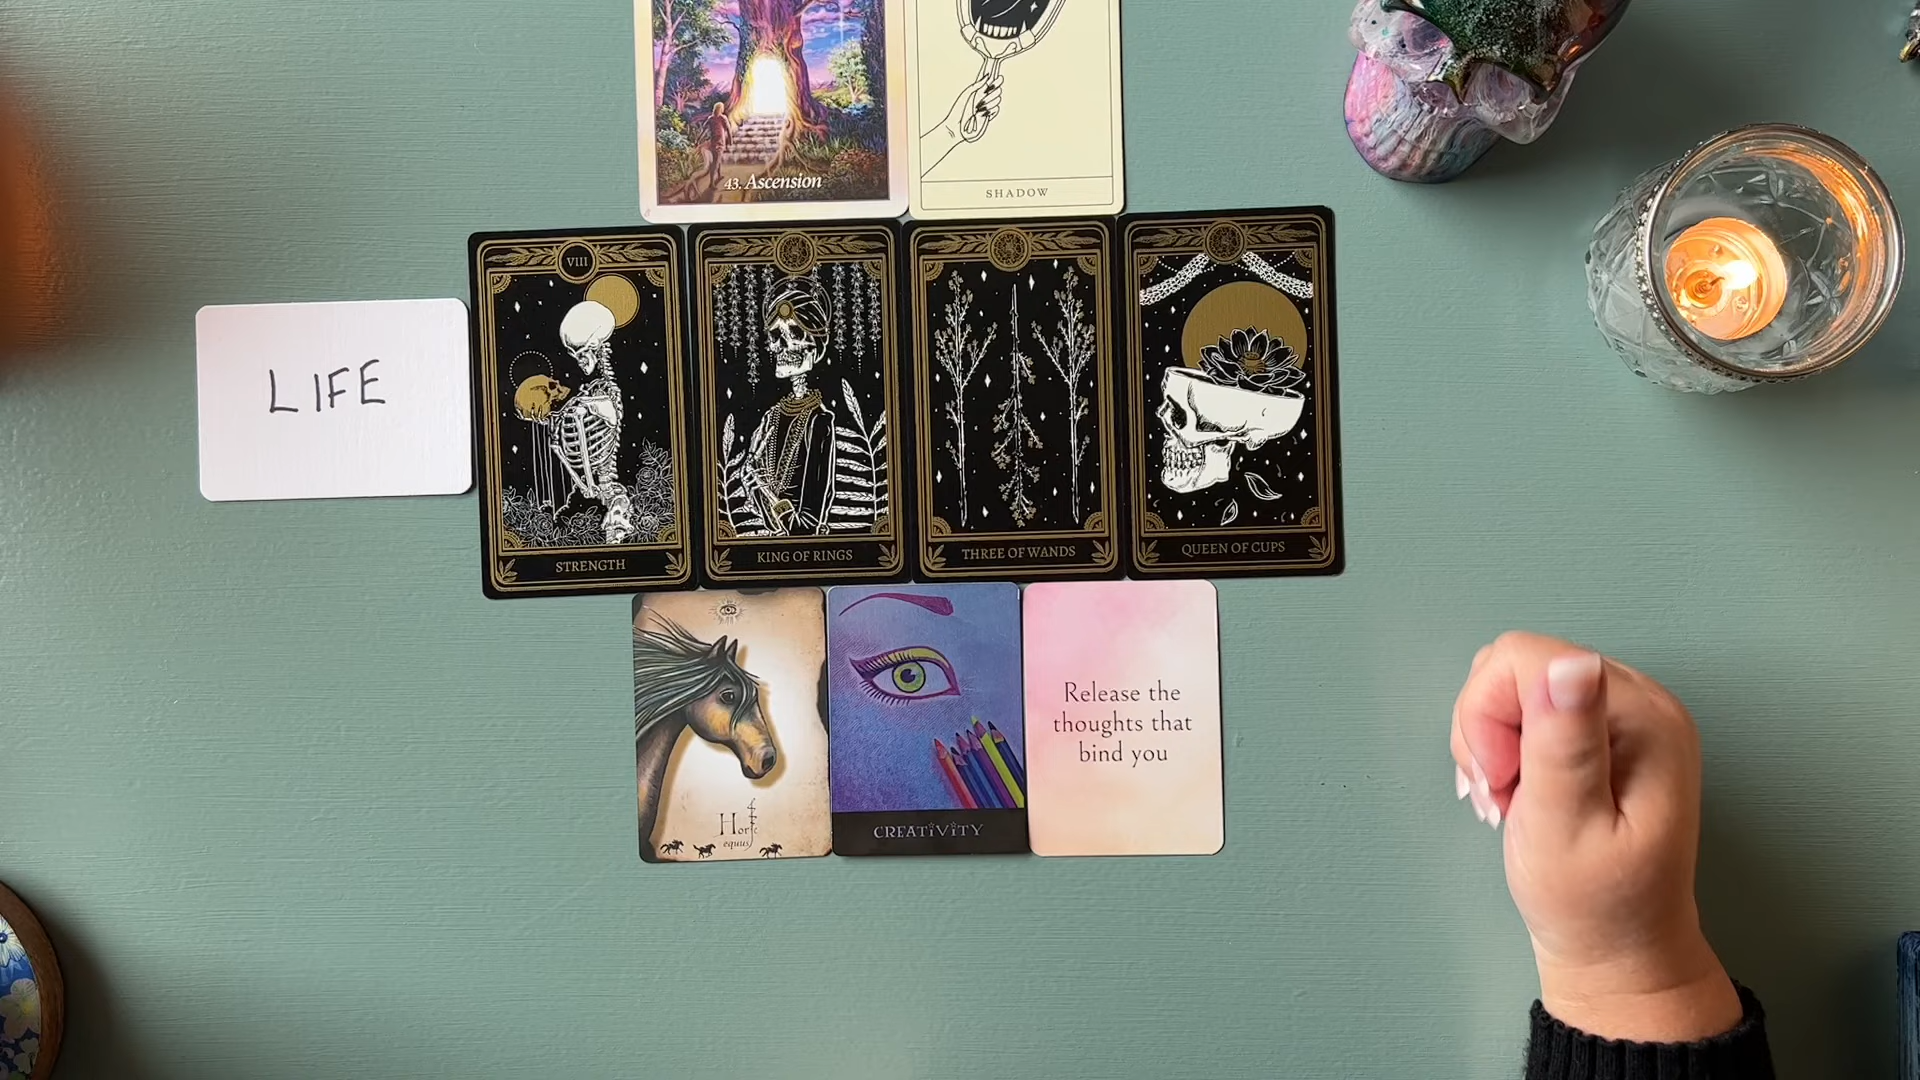 43. Ascension
SHADOW
VIII
LIFE
STRENGTH
KING OF RINGS
THREE OF WANDS
QUEEN OF CUPS
Horse
equus
CREATIVITY
Release the
thoughts that
bind you